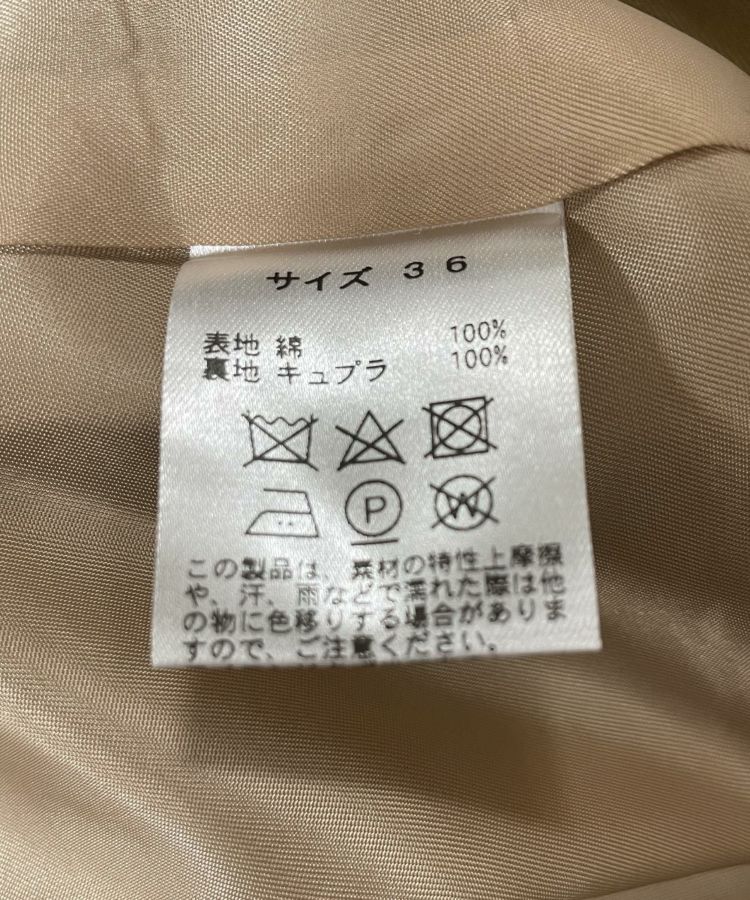 サイズ 36
表地 綿 100%
裏地 キュプラ 100%
P
W
この製品は、素材の特性上摩擦
や、汗、雨などで濡れた際は他
の物に色移りする場合がありま
すので、ご注意ください。